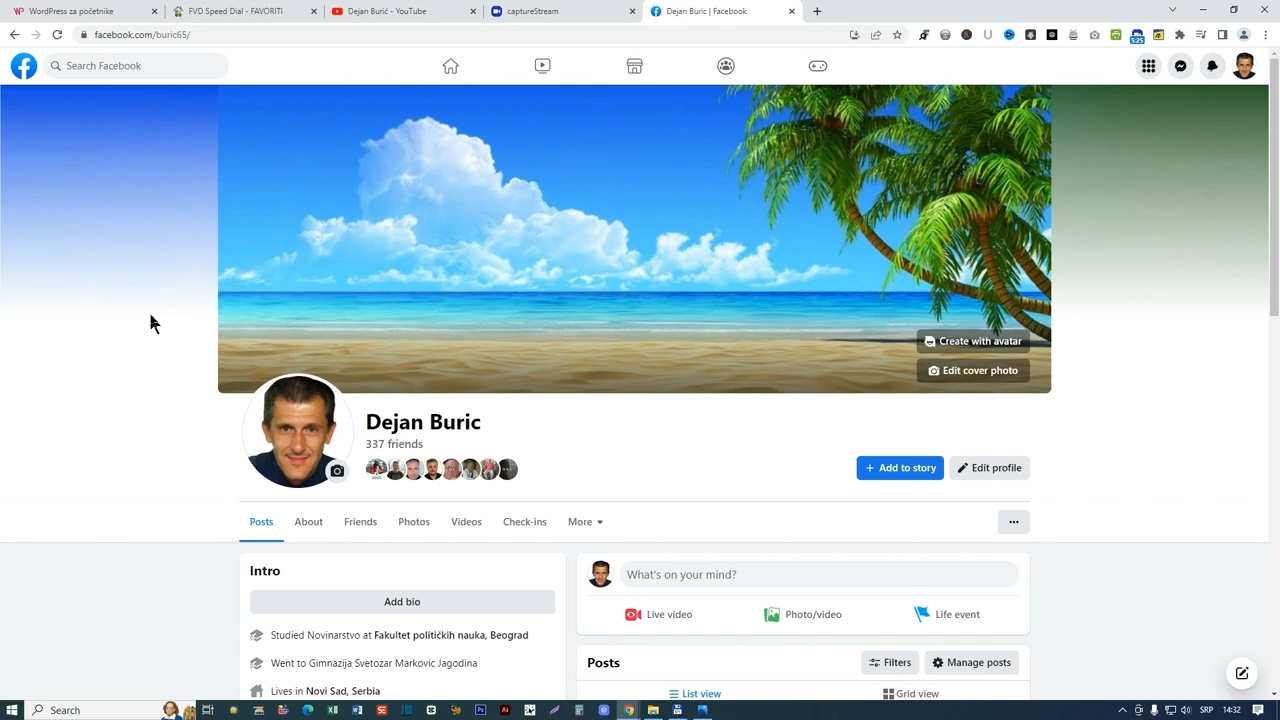 WordPress za početnike
FVD Speed Dial - FAVORITI
Dejan Burić - YouTube
captureStream
Dejan Buric | Facebook
facebook.com/buric65/
5:25
Search Facebook
Create with avatar
Edit cover photo
Dejan Buric
337 friends
Add to story
Edit profile
Posts
About
Friends
Photos
Videos
Check-ins
More
Intro
Add bio
Studied Novinarstvo at Fakultet političkih nauka, Beograd
Went to Gimnazija Svetozar Markovic Jagodina
Lives in Novi Sad, Serbia
What's on your mind?
Live video
Photo/video
Life event
Posts
Filters
Manage posts
List view
Grid view
Search
SRP
14:32